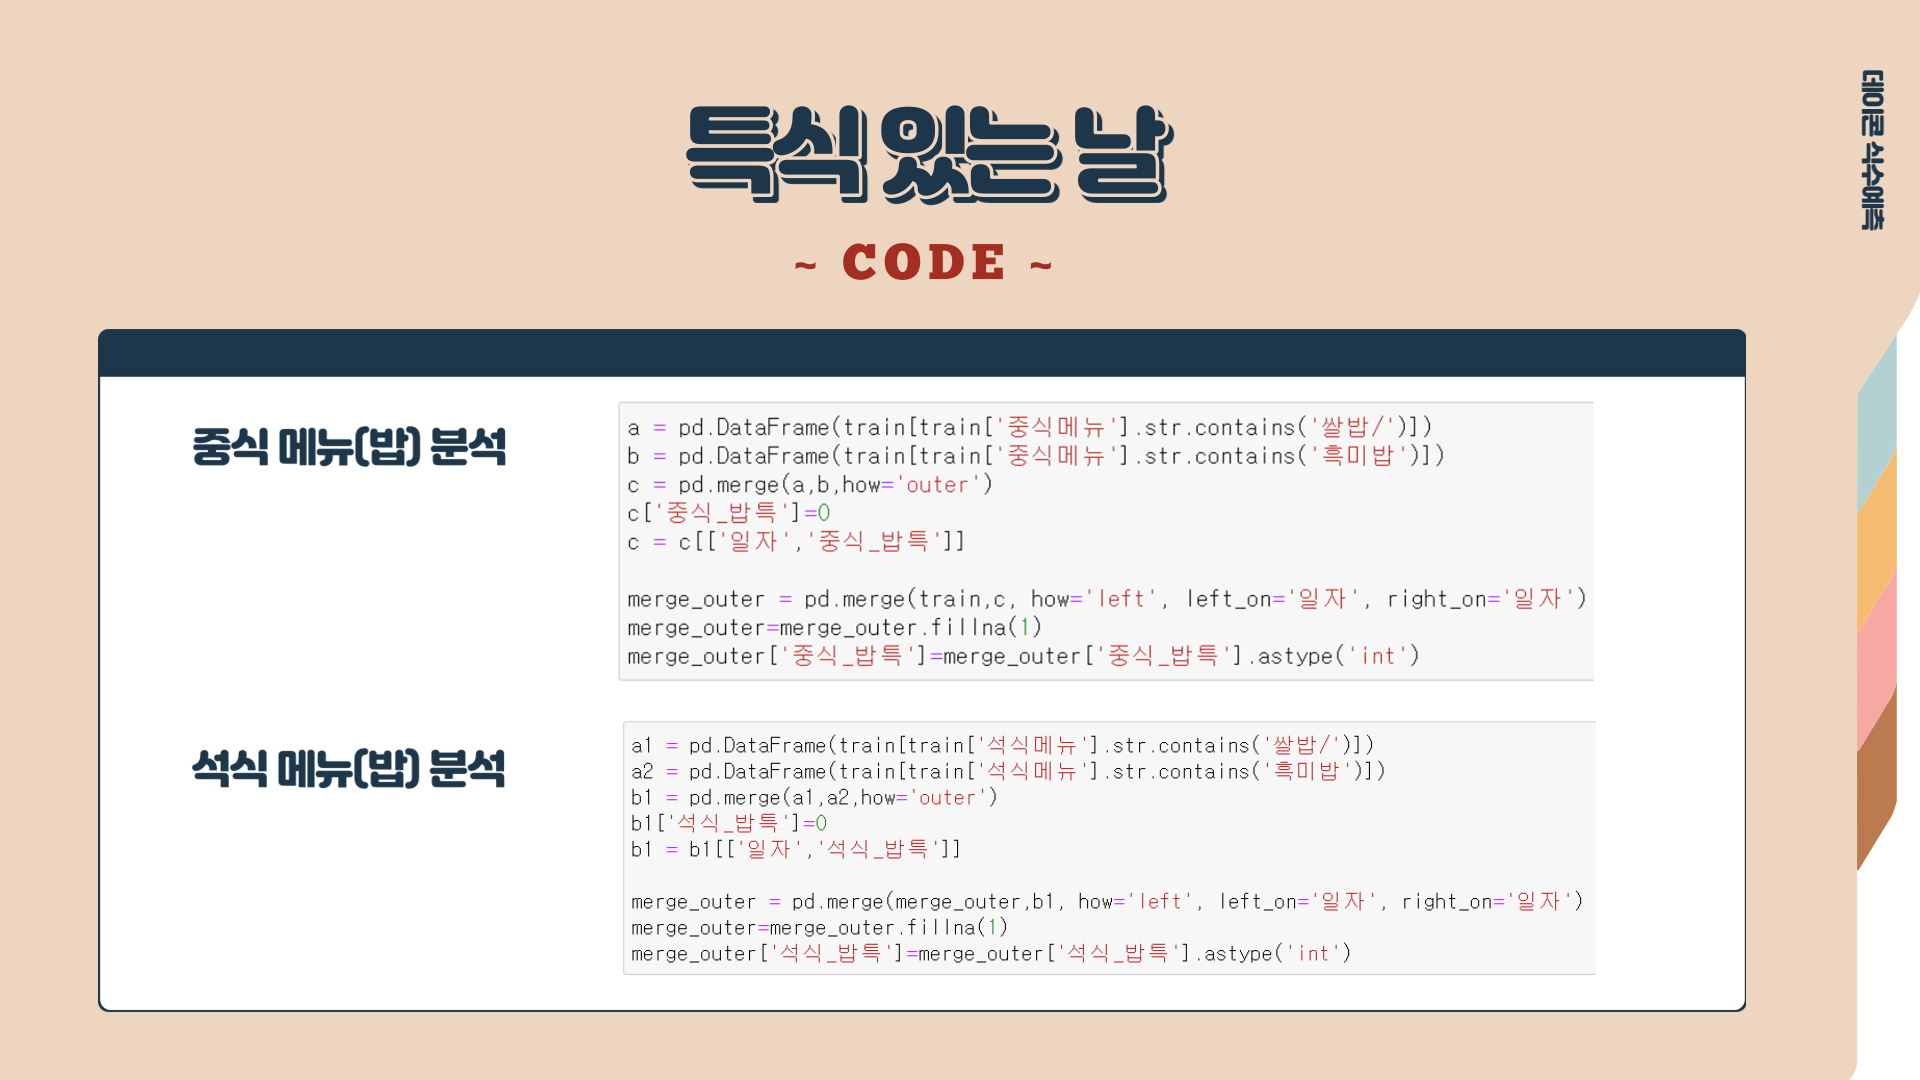 특식 있는 날
~ CODE ~
데이콘 식수예측
중식 메뉴(밥) 분석
a = pd.DataFrame(train[train['중식메뉴'].str.contains('쌀밥/')])
b = pd.DataFrame(train[train['중식메뉴'].str.contains('흑미밥')])
c = pd.merge(a,b,how='outer')
c['중식_밥특']=0
c = c[['일자','중식_밥특']]
merge_outer = pd.merge(train,c, how='left', left_on='일자', right_on='일자')
merge_outer=merge_outer.fillna(1)
merge_outer['중식_밥특']=merge_outer['중식_밥특'].astype('int')
석식 메뉴(밥) 분석
a1 = pd.DataFrame(train[train['석식메뉴'].str.contains('쌀밥/')])
a2 = pd.DataFrame(train[train['석식메뉴'].str.contains('흑미밥')])
b1 = pd.merge(a1,a2,how='outer')
b1['석식_밥특']=0
b1 = b1[['일자','석식_밥특']]
merge_outer = pd.merge(merge_outer,b1, how='left', left_on='일자', right_on='일자')
merge_outer=merge_outer.fillna(1)
merge_outer['석식_밥특']=merge_outer['석식_밥특'].astype('int')